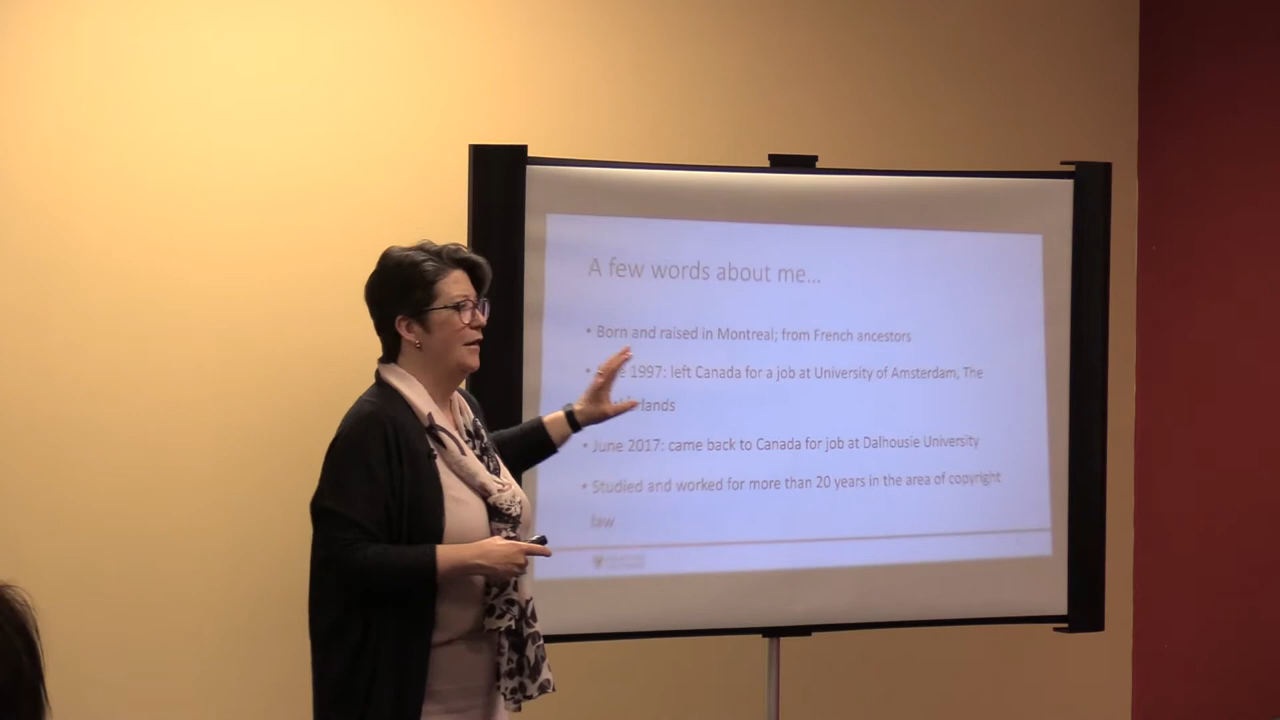 A few words about me...
• Born and raised in Montreal; from French ancestors
• 1997: left Canada for a job at University of Amsterdam, The
• June 2017: came back to Canada for job at Dalhousie University
• Studied and worked for more than 20 years in the area of copyright
law